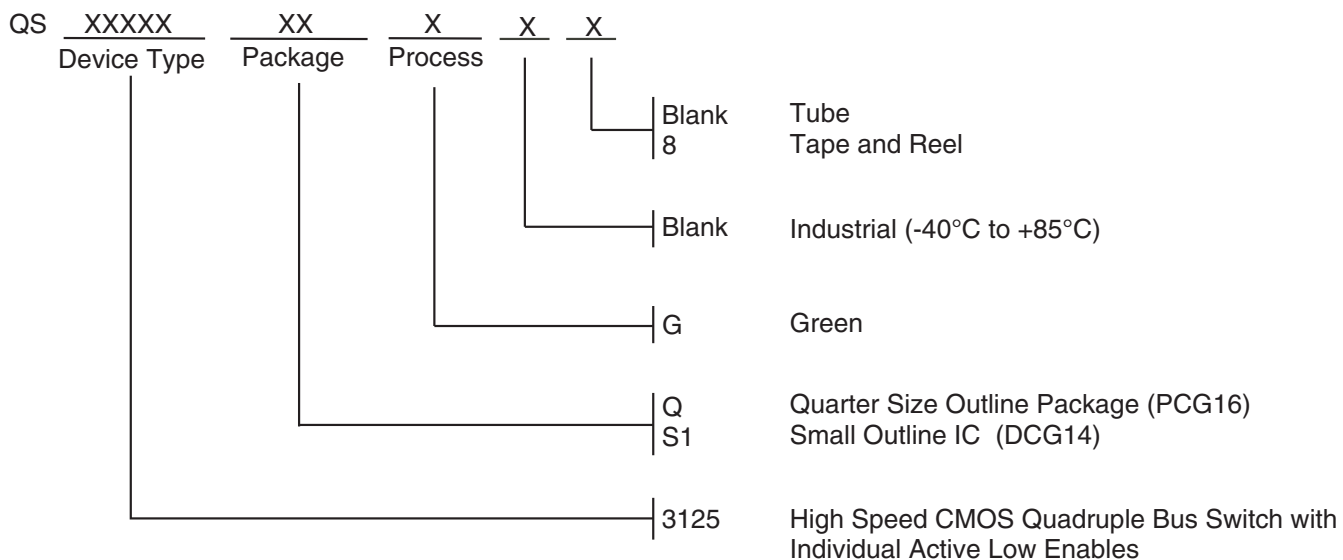 QS XXXXX XX X X X
Device Type Package Process
Blank Tube
8 Tape and Reel
Blank Industrial (-40°C to +85°C)
G Green
Q Quarter Size Outline Package (PCG16)
S1 Small Outline IC (DCG14)
3125 High Speed CMOS Quadruple Bus Switch with
Individual Active Low Enables